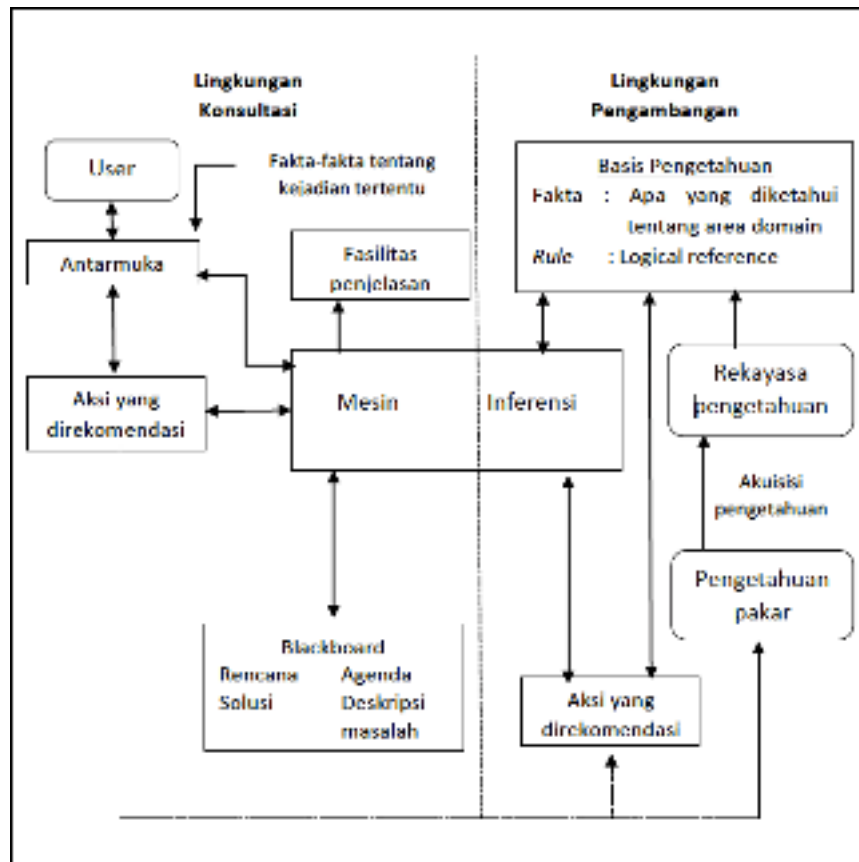 Lingkungan
Konsultasi
Lingkungan
Pengambangan
User
Fakta-fakta tentang
kejadian tertentu
Basis Pengetahuan
Fakta : Apa yang diketahui
tentang area domain
Rule : Logical reference
Antarmuka
Fasilitas
penjelasan
Mesin Inferensi
Rekayasa
pengetahuan
Aksi yang
direkomendasi
Akuisisi
pengetahuan
Pengetahuan
pakar
Blackboard
Rencana Agenda
Solusi Deskripsi
masalah
Aksi yang
direkomendasi